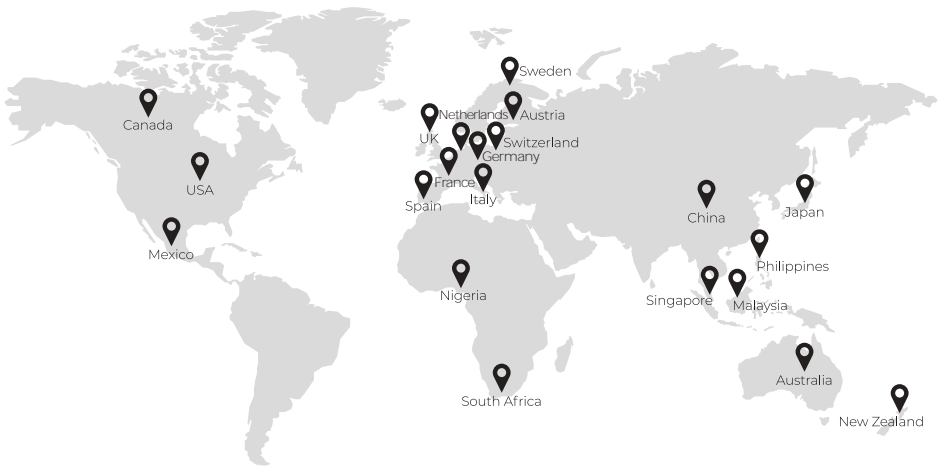 Sweden
Canada
Netherlands
Austria
UK
Switzerland
Germany
USA
France
Italy
Spain
China
Japan
Mexico
Philippines
Nigeria
Singapore
Malaysia
Australia
South Africa
New Zealand